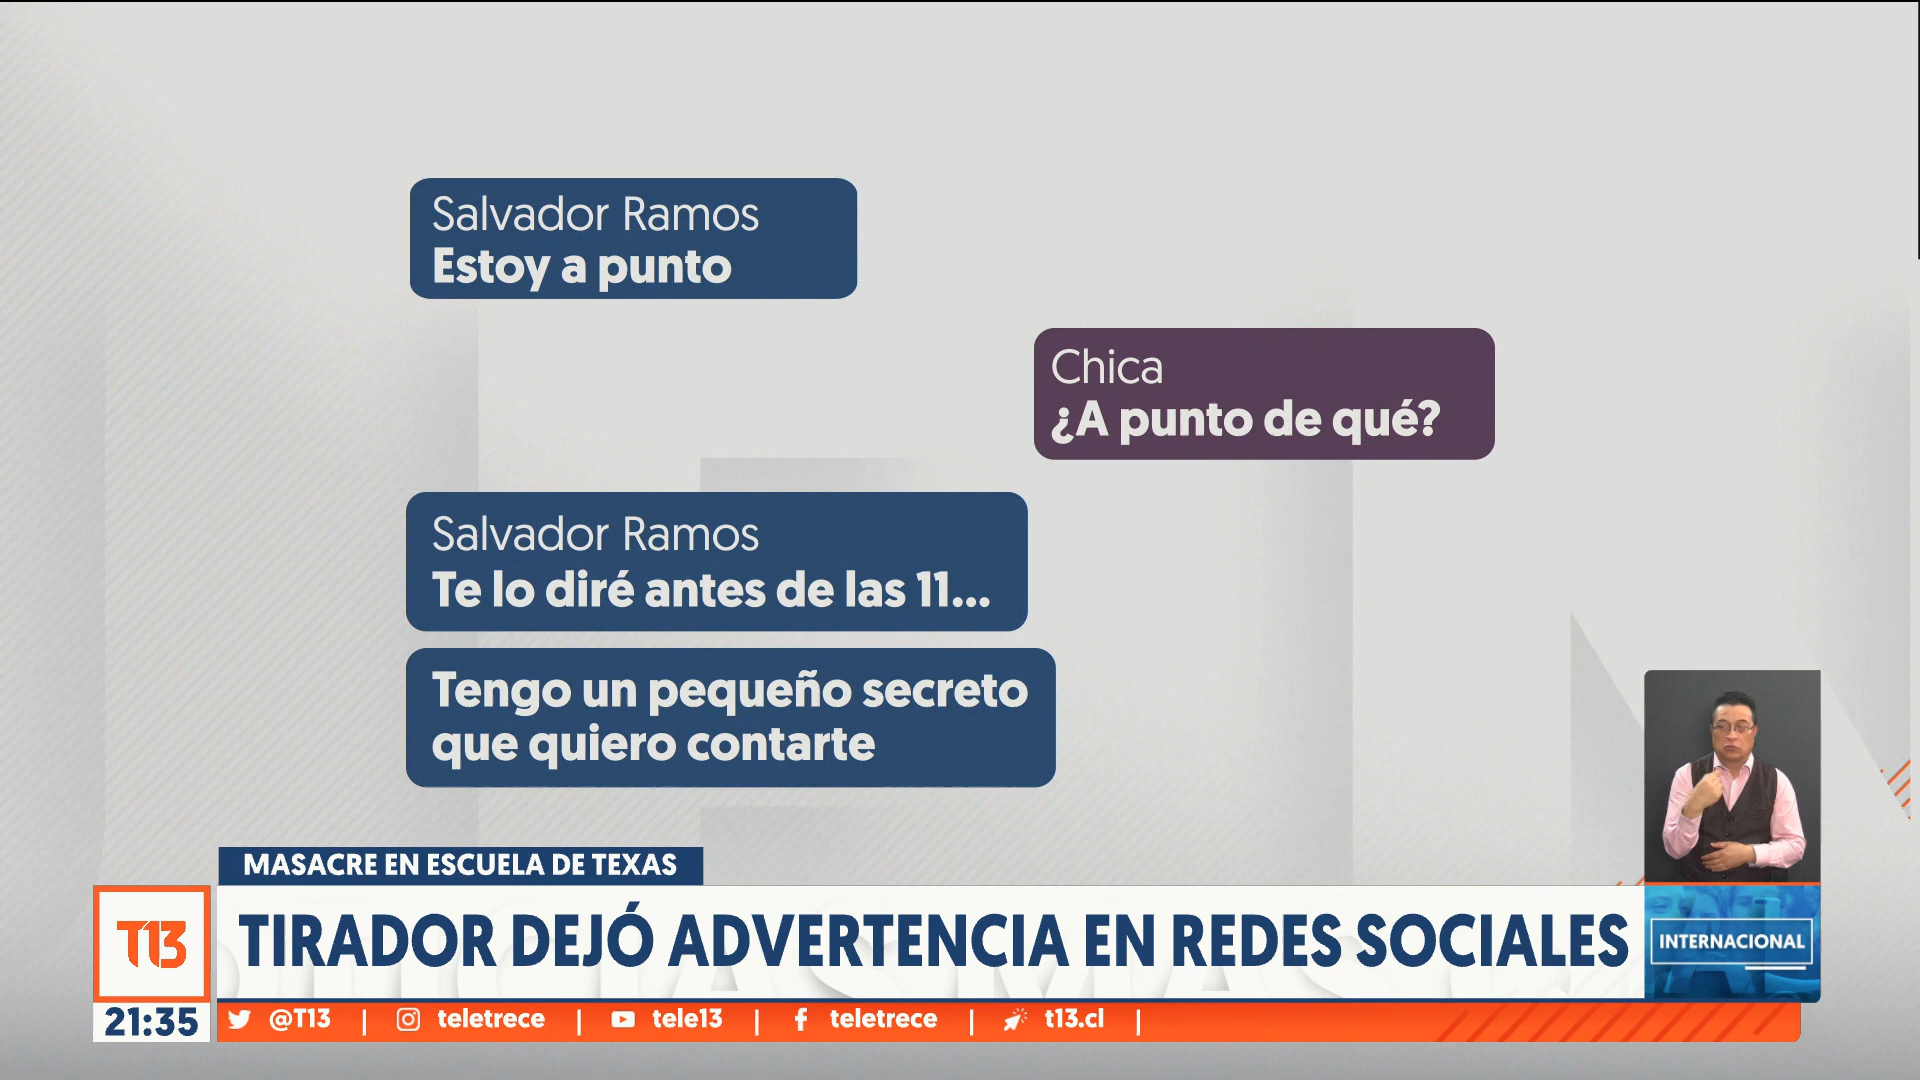 Salvador Ramos
Estoy a punto
Chica
¿A punto de qué?
Salvador Ramos
Te lo diré antes de las 11...
Tengo un pequeño secreto
que quiero contarte
MASACRE EN ESCUELA DE TEXAS
T13
TIRADOR DEJÓ ADVERTENCIA EN REDES SOCIALES
INTERNACIONAL
21:35
@T13 | teletrece | tele13 | teletrece | t13.cl |